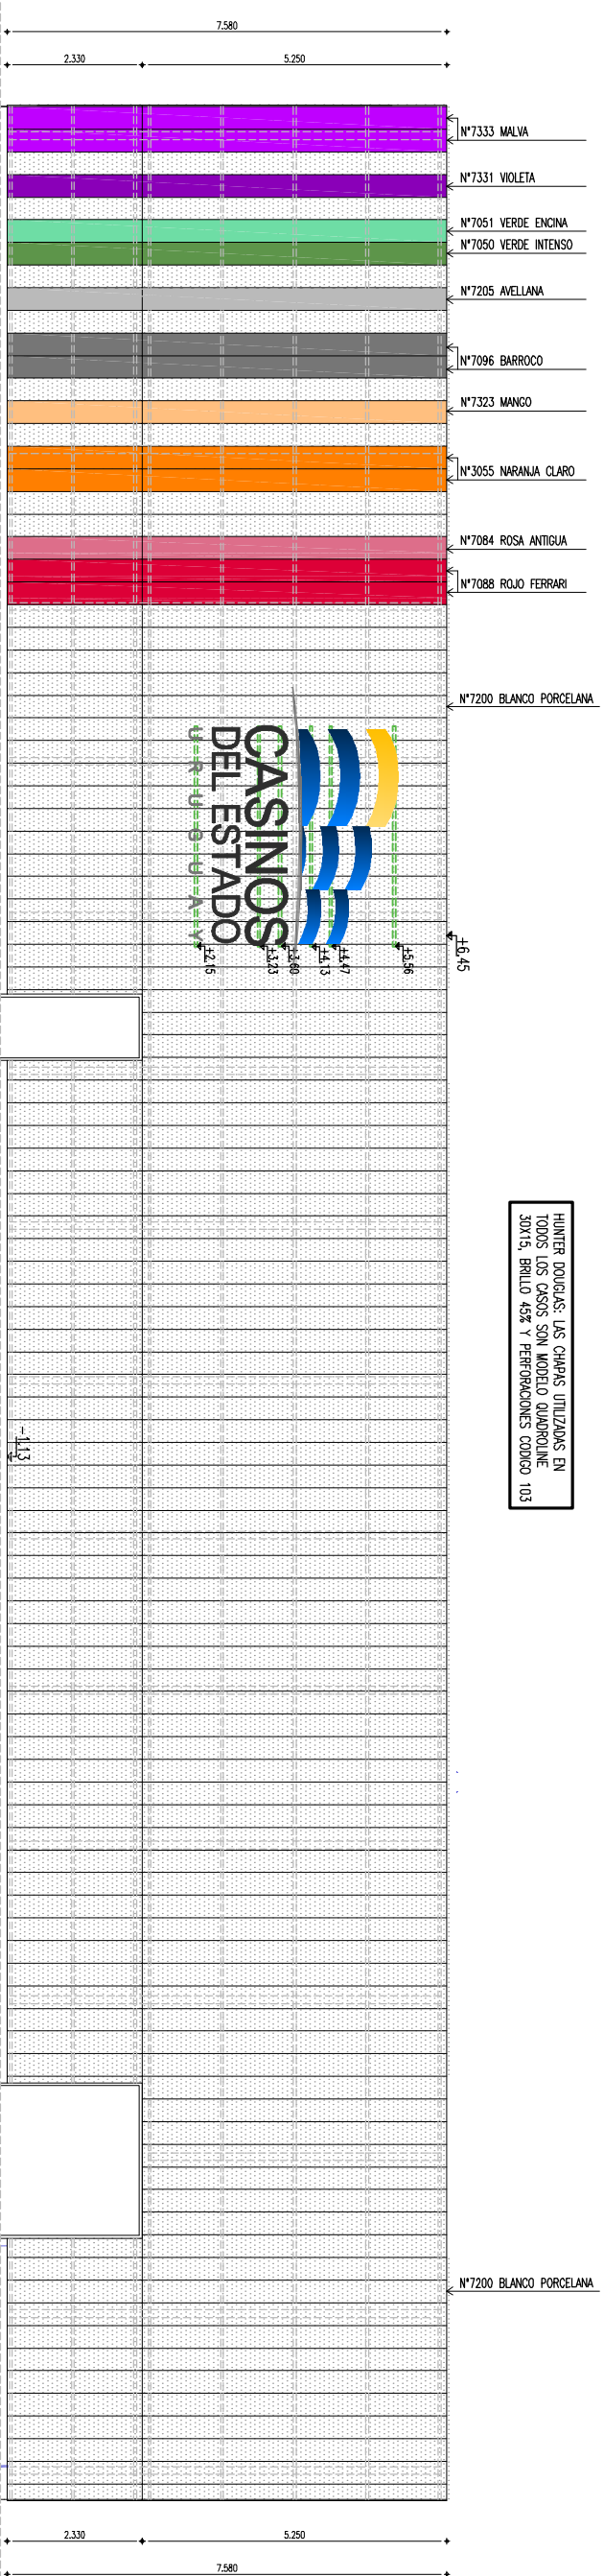 7.580
2.330
5.250
N°7333 MALVA
N°7331 VIOLETA
N°7051 VERDE ENCINA
N°7050 VERDE INTENSO
N°7205 AVELLANA
N°7096 BARROCO
N°7323 MANGO
N°3055 NARANJA CLARO
N°7084 ROSA ANTIGUA
N°7088 ROJO FERRARI
N°7200 BLANCO PORCELANA
CASINOS
DEL ESTADO
URUGUAY
+2.15
+3.23
+3.60
+4.13
+4.47
+5.56
+6.45
HUNTER DOUGLAS: LAS CHAPAS UTILIZADAS EN
TODOS LOS CASOS SON MODELO QUADROLINE
30X15, BRILLO 45% Y PERFORACIONES CODIGO 103
-1.13
N°7200 BLANCO PORCELANA
2.330
5.250
7.580